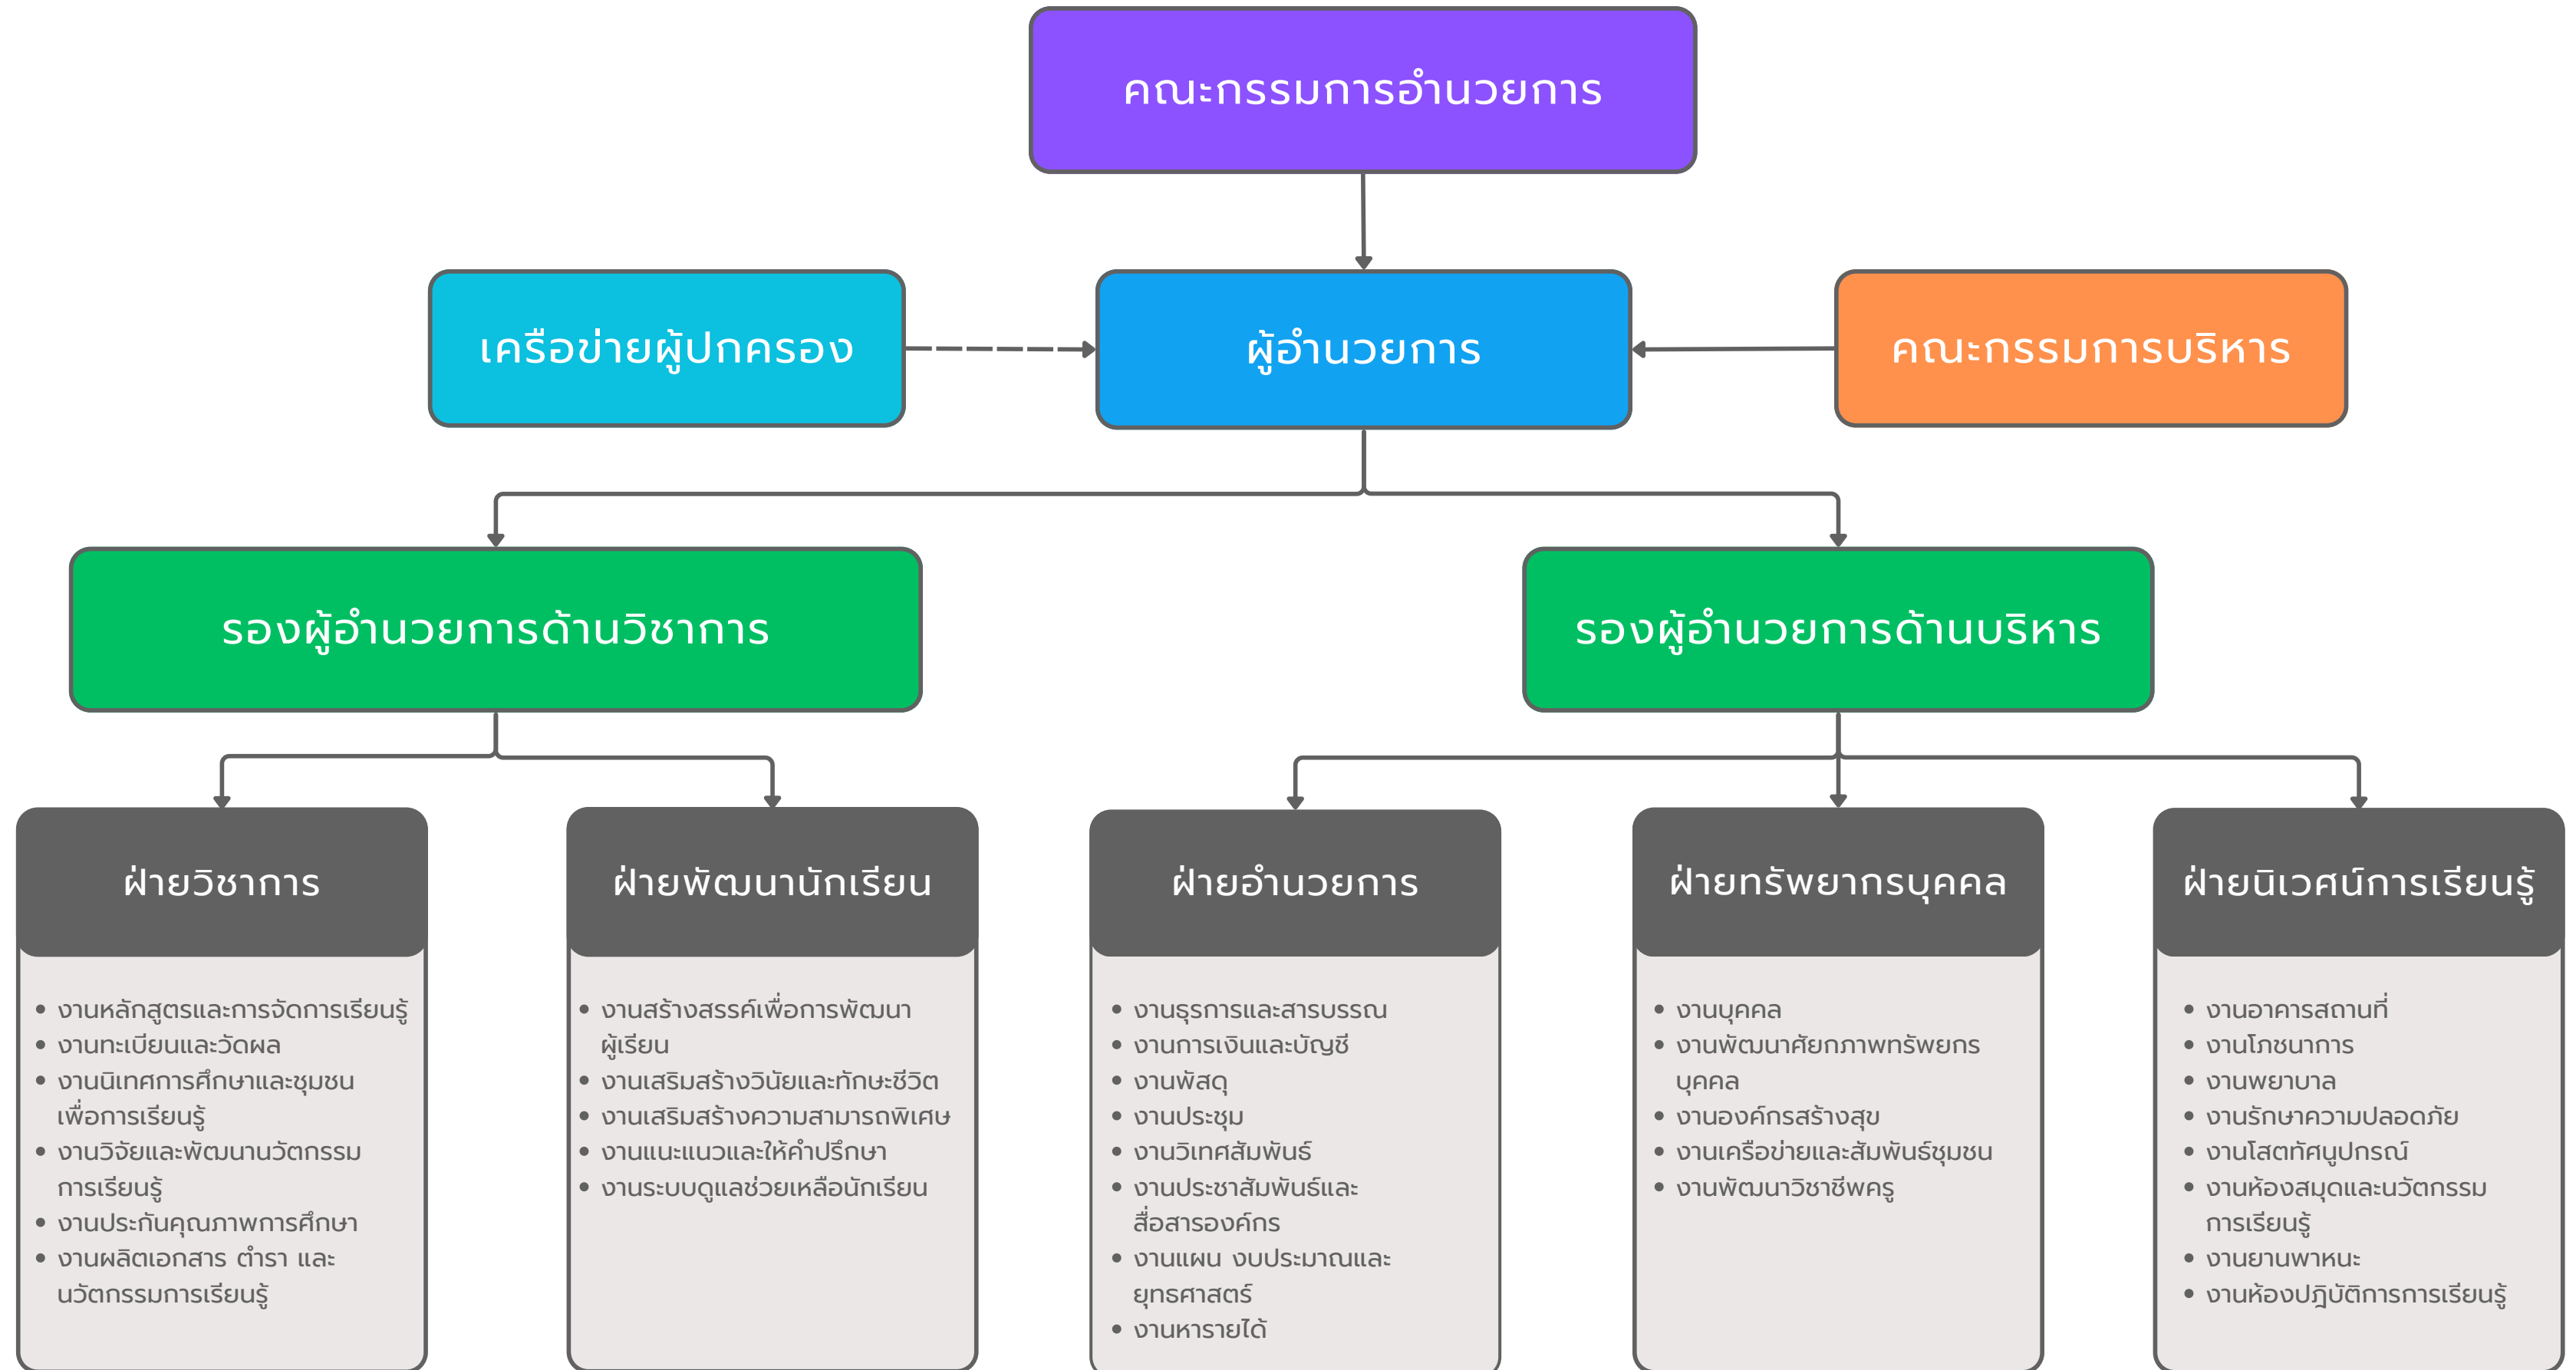 คณะกรรมการอำนวยการ
เครือข่ายผู้ปกครอง
ผู้อำนวยการ
คณะกรรมการบริหาร
รองผู้อำนวยการด้านวิชาการ
รองผู้อำนวยการด้านบริหาร
ฝ่ายวิชาการ
งานหลักสูตรและการจัดการเรียนรู้
งานทะเบียนและวัดผล
งานนิเทศการศึกษาและชุมชน
เพื่อการเรียนรู้
งานวิจัยและพัฒนานวัตกรรม
การเรียนรู้
งานประกันคุณภาพการศึกษา
งานผลิตเอกสาร ตำรา และ
นวัตกรรมการเรียนรู้
ฝ่ายพัฒนานักเรียน
งานสร้างสรรค์เพื่อการพัฒนา
ผู้เรียน
งานเสริมสร้างวินัยและทักษะชีวิต
งานเสริมสร้างความสามารถพิเศษ
งานแนะแนวและให้คำปรึกษา
งานระบบดูแลช่วยเหลือนักเรียน
ฝ่ายอำนวยการ
งานธุรการและสารบรรณ
งานการเงินและบัญชี
งานพัสดุ
งานประชุม
งานวิเทศสัมพันธ์
งานประชาสัมพันธ์และ
สื่อสารองค์กร
งานแผน งบประมาณและ
ยุทธศาสตร์
งานหารายได้
ฝ่ายทรัพยากรบุคคล
งานบุคคล
งานพัฒนาศัยกภาพทรัพยกร
บุคคล
งานองค์กรสร้างสุข
งานเครือข่ายและสัมพันธ์ชุมชน
งานพัฒนาวิชาชีพครู
ฝ่ายนิเวศน์การเรียนรู้
งานอาคารสถานที่
งานโภชนาการ
งานพยาบาล
งานรักษาความปลอดภัย
งานโสตทัศนูปกรณ์
งานห้องสมุดและนวัตกรรม
การเรียนรู้
งานยานพาหนะ
งานห้องปฎิบัติการการเรียนรู้